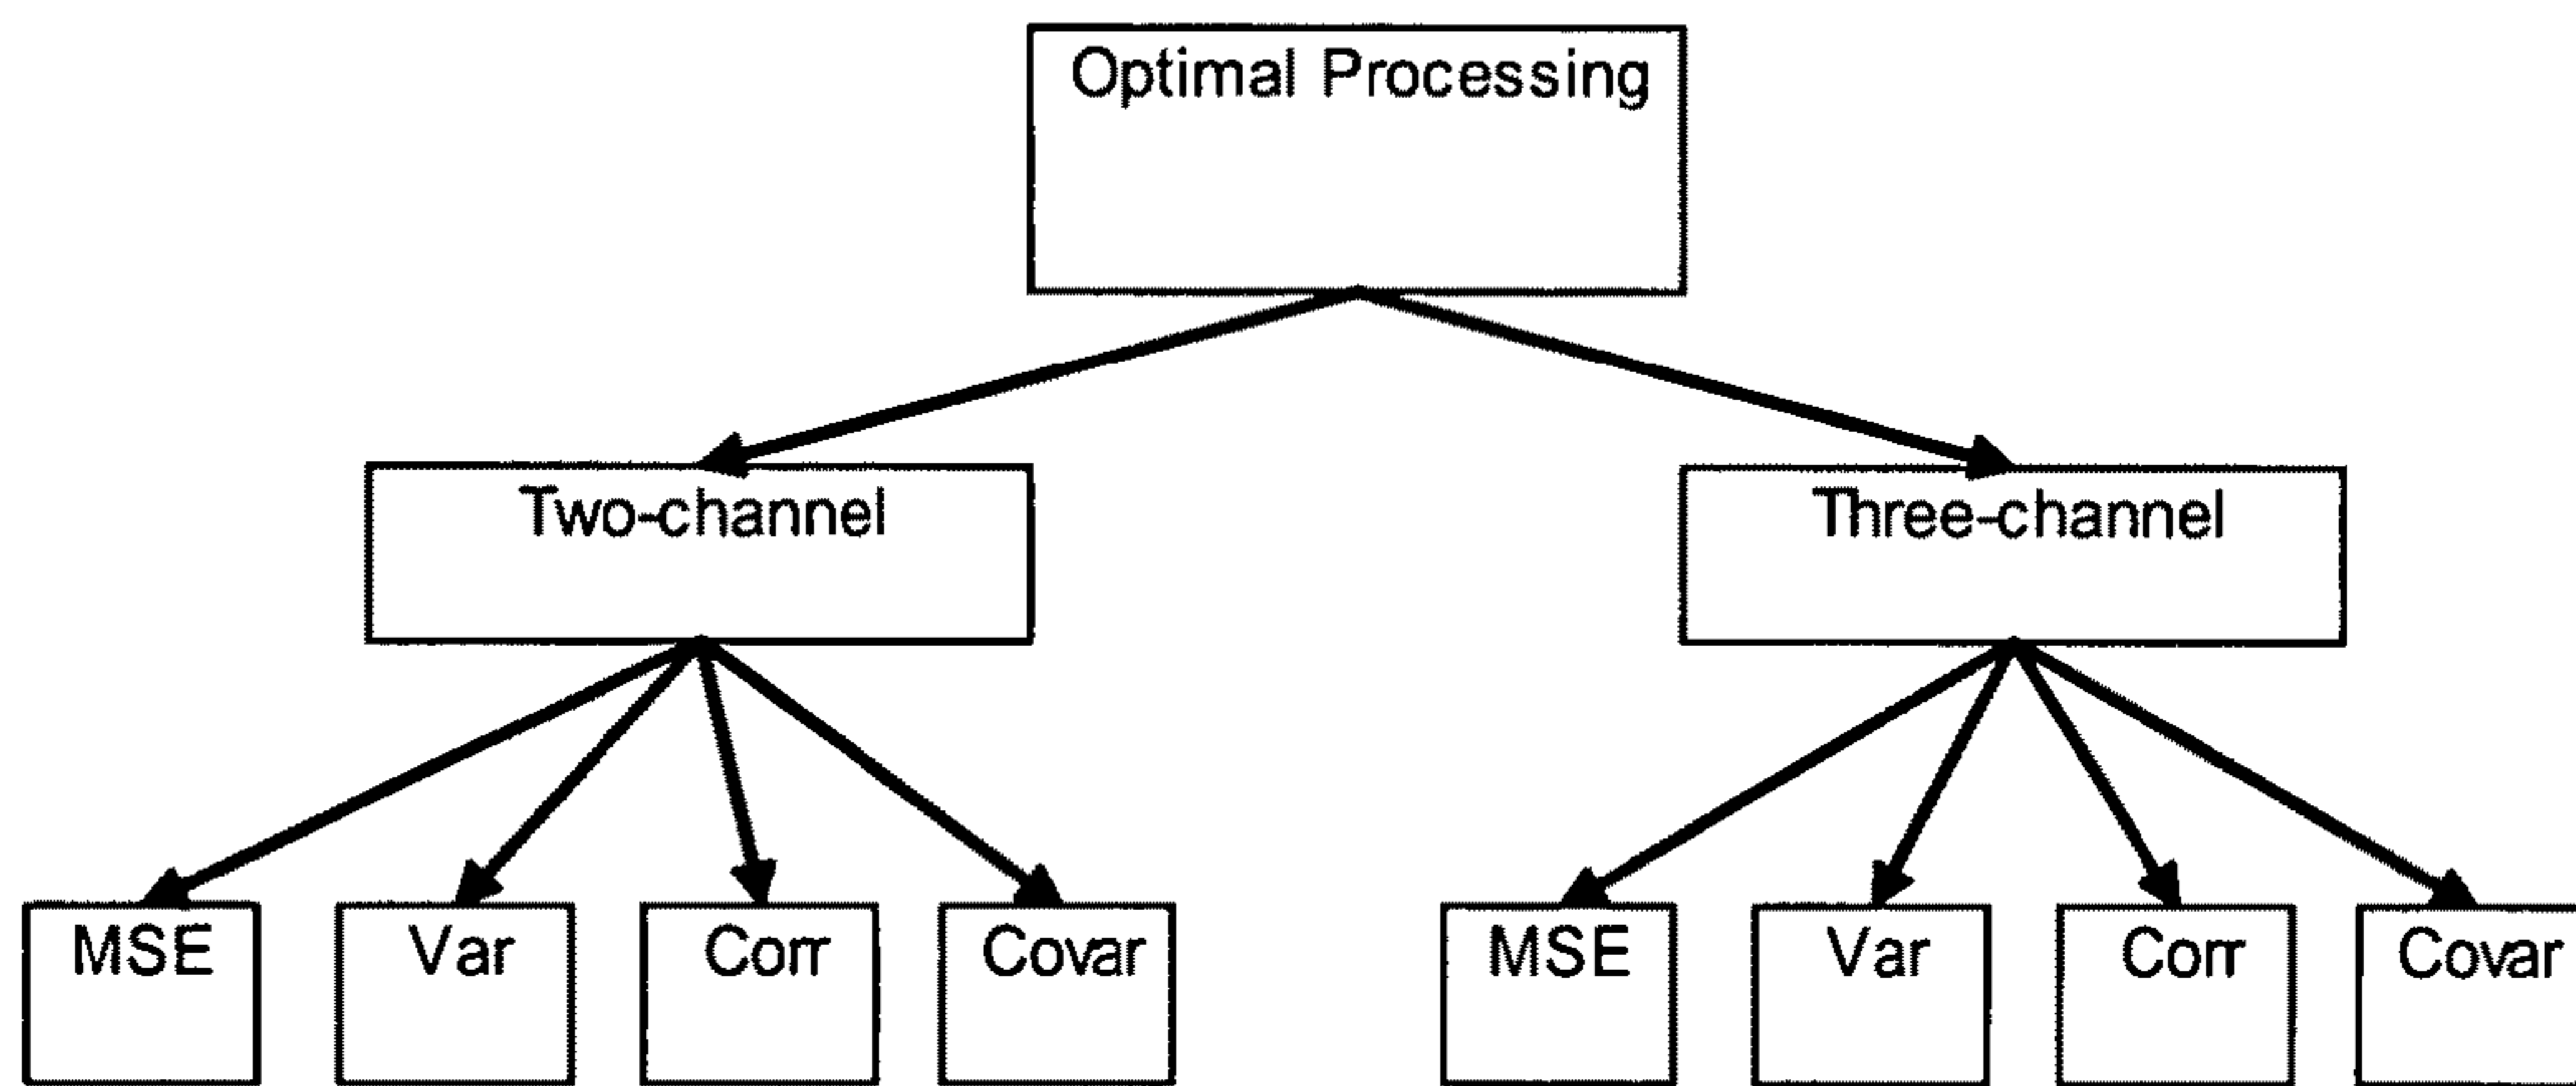 Optimal Processing
Two-channel
Three-channel
MSE
Var
Corr
Covar
MSE
Var
Corr
Covar